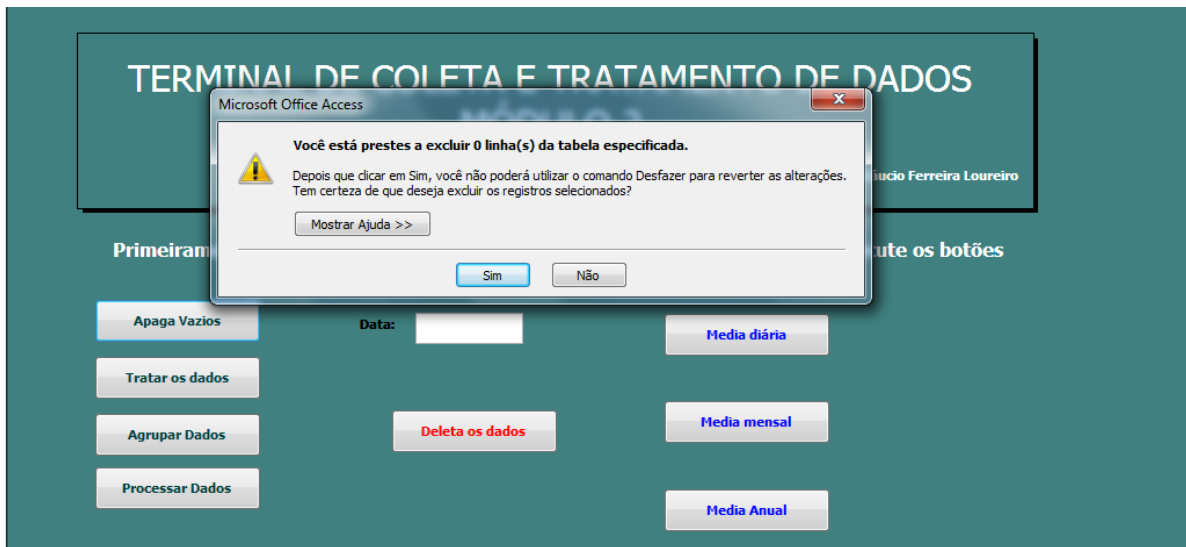 TERMINAL DE COLETA E TRATAMENTO DE DADOS
MÓDULO 2
Microsoft Office Access
Você está prestes a excluir 0 linha(s) da tabela especificada.
Depois que clicar em Sim, você não poderá utilizar o comando Desfazer para reverter as alterações.
Tem certeza de que deseja excluir os registros selecionados?
Mostrar Ajuda >>
Sim
Não
Ferreira Loureiro
os botões
Apaga Vazios
Tratar os dados
Agrupar Dados
Processar Dados
Data:
Deleta os dados
Media diária
Media mensal
Media Anual